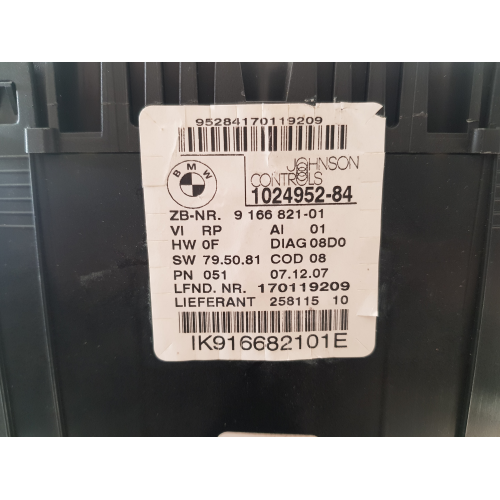 95284170119209
BMW
JOHNSON
CONTROLS
1024952-84
ZB-NR. 9 166 821-01
VI RP AI 01
HW 0F DIAG 08D0
SW 79.50.81 COD 08
PN 051 07.12.07
LFND. NR. 170119209
LIEFERANT 258115 10
IK916682101E